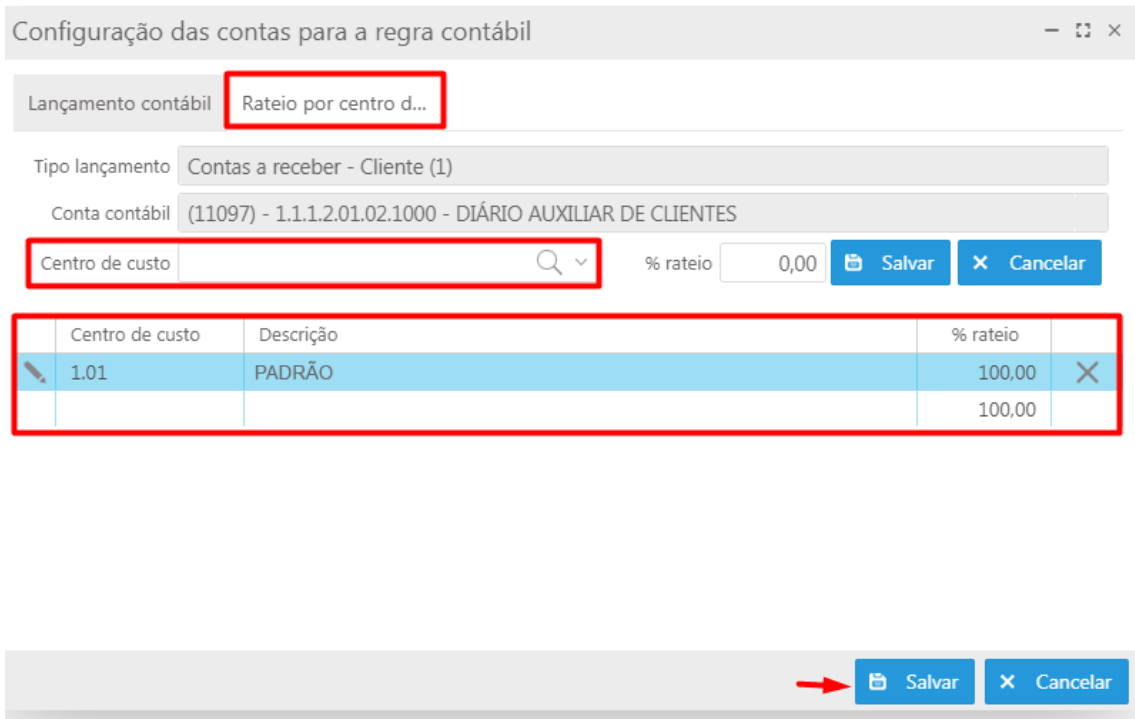 Configuração das contas para a regra contábil
Lançamento contábil Rateio por centro d...
Tipo lançamento Contas a receber - Cliente (1)
Conta contábil (11097) - 1.1.1.2.01.02.1000 - DIÁRIO AUXILIAR DE CLIENTES
Centro de custo % rateio 0,00 Salvar Cancelar
Centro de custo Descrição % rateio
1.01 PADRÃO 100,00
100,00
Salvar Cancelar